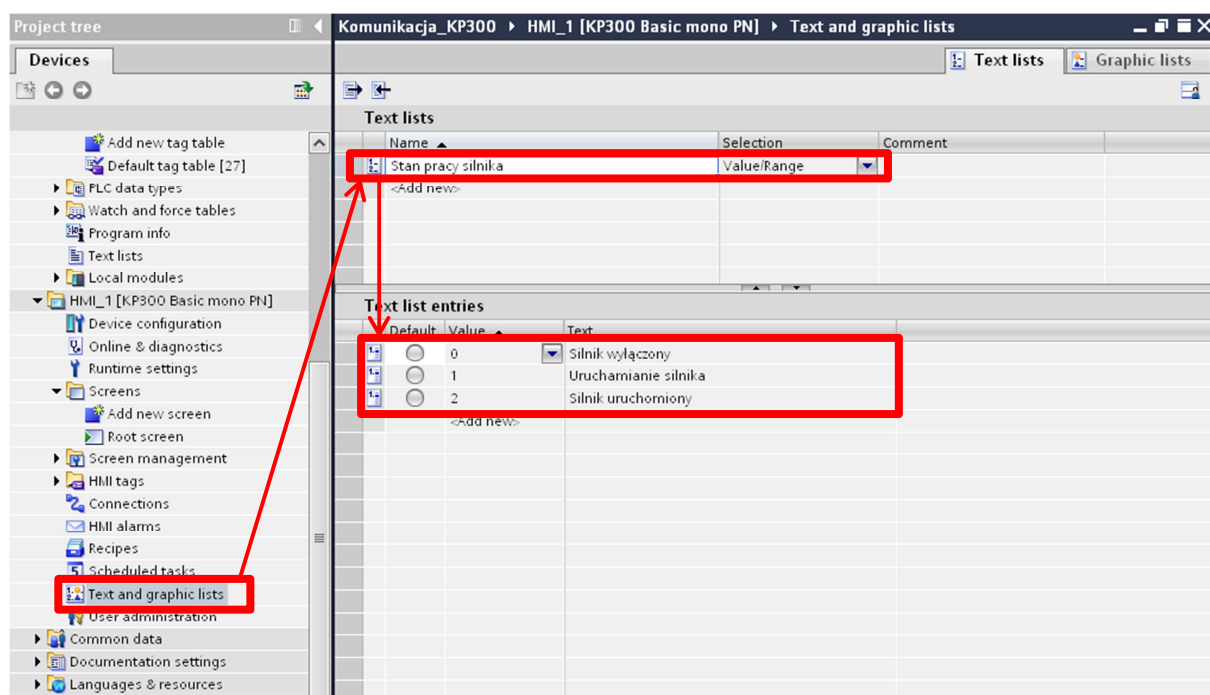 Project tree
Devices
Add new tag table
Default tag table [27]
PLC data types
Watch and force tables
Program info
Text lists
Local modules
HMI_1 [KP300 Basic mono PN]
Device configuration
Online & diagnostics
Runtime settings
Screens
Add new screen
Root screen
Screen management
HMI tags
Connections
HMI alarms
Recipes
Scheduled tasks
Text and graphic lists
User administration
Common data
Documentation settings
Languages & resources
Komunikacja_KP300 HMI_1 [KP300 Basic mono PN] Text and graphic lists
Text lists Graphic lists
Text lists
Name Selection Comment
Stan pracy silnika Value/Range
<Add new>
Text list entries
Default Value Text
0 Silnik wyłączony
1 Uruchamianie silnika
2 Silnik uruchomiony
<Add new>